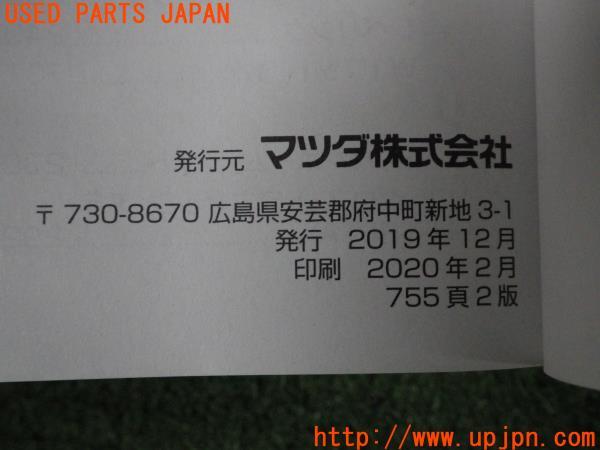 USED PARTS JAPAN
発行元 マツダ株式会社
〒730-8670 広島県安芸郡府中町新地 3-1
発行 2019年12月
印刷 2020年2月
755頁2版
http://www.upjpn.com/